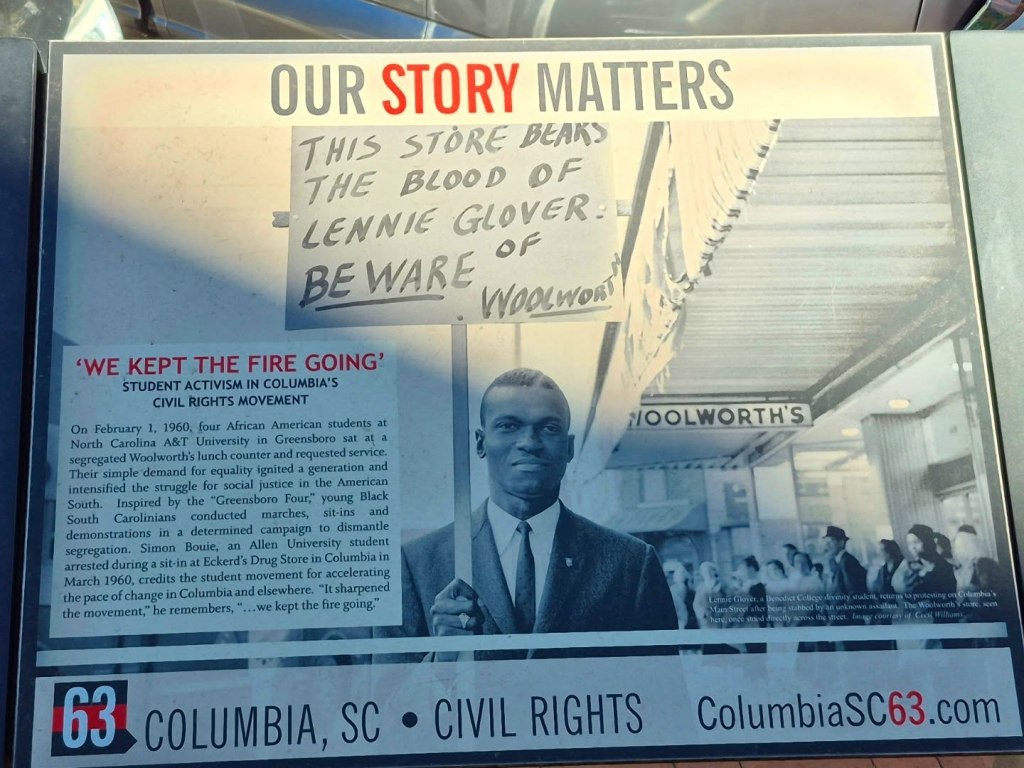 OUR STORY MATTERS
THIS STORE BEARS
THE BLOOD OF
LENNIE GLOVER.
BEWARE OF
WOOLWORT
'WE KEPT THE FIRE GOING'
STUDENT ACTIVISM IN COLUMBIA'S
CIVIL RIGHTS MOVEMENT
On February 1, 1960, four African American students at
North Carolina A&T University in Greensboro sat at a
segregated Woolworth's lunch counter and requested service.
Their simple demand for equality ignited a generation and
intensified the struggle for social justice in the American
South. Inspired by the "Greensboro Four," young Black
South Carolinians conducted marches, sit-ins and
demonstrations in a determined campaign to dismantle
segregation. Simon Bouie, an Allen University student
arrested during a sit-in at Eckerd's Drug Store in Columbia in
March 1960, credits the student movement for accelerating
the pace of change in Columbia and elsewhere. "It sharpened
the movement," he remembers, "…we kept the fire going."
WOOLWORTH'S
Lennie Glover, a Benedict College divinity student, returns to protesting on Columbia's
Main Street after being stabbed by an unknown assailant. The Woolworth's store, seen
here, once stood directly across the street. Image courtesy of Cecil Williams
63 COLUMBIA, SC • CIVIL RIGHTS ColumbiaSC63.com